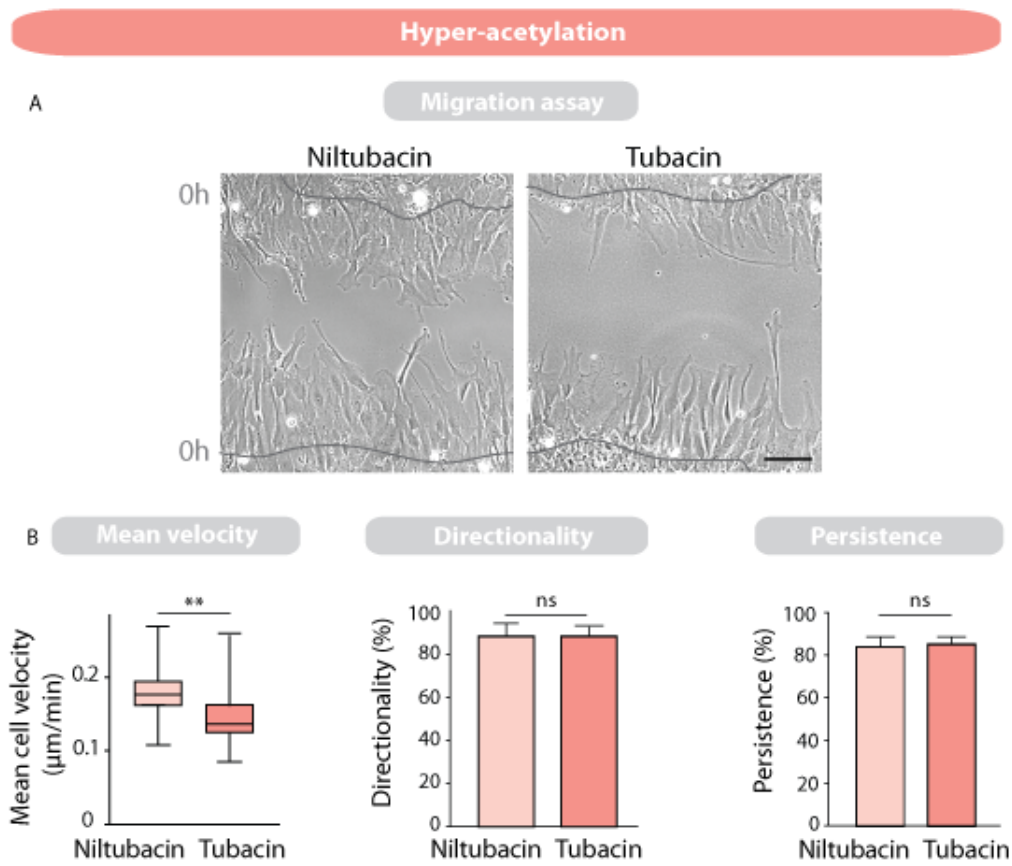 Hyper-acetylation
A
Migration assay
Niltubacin
Tubacin
0h
0h
B
Mean velocity
Directionality
Persistence
Mean cell velocity
(µm/min)
**
0.2
0.1
0
Niltubacin Tubacin
Directionality (%)
ns
100
80
60
40
20
0
Niltubacin Tubacin
Persistence (%)
ns
100
80
60
40
20
0
Niltubacin Tubacin